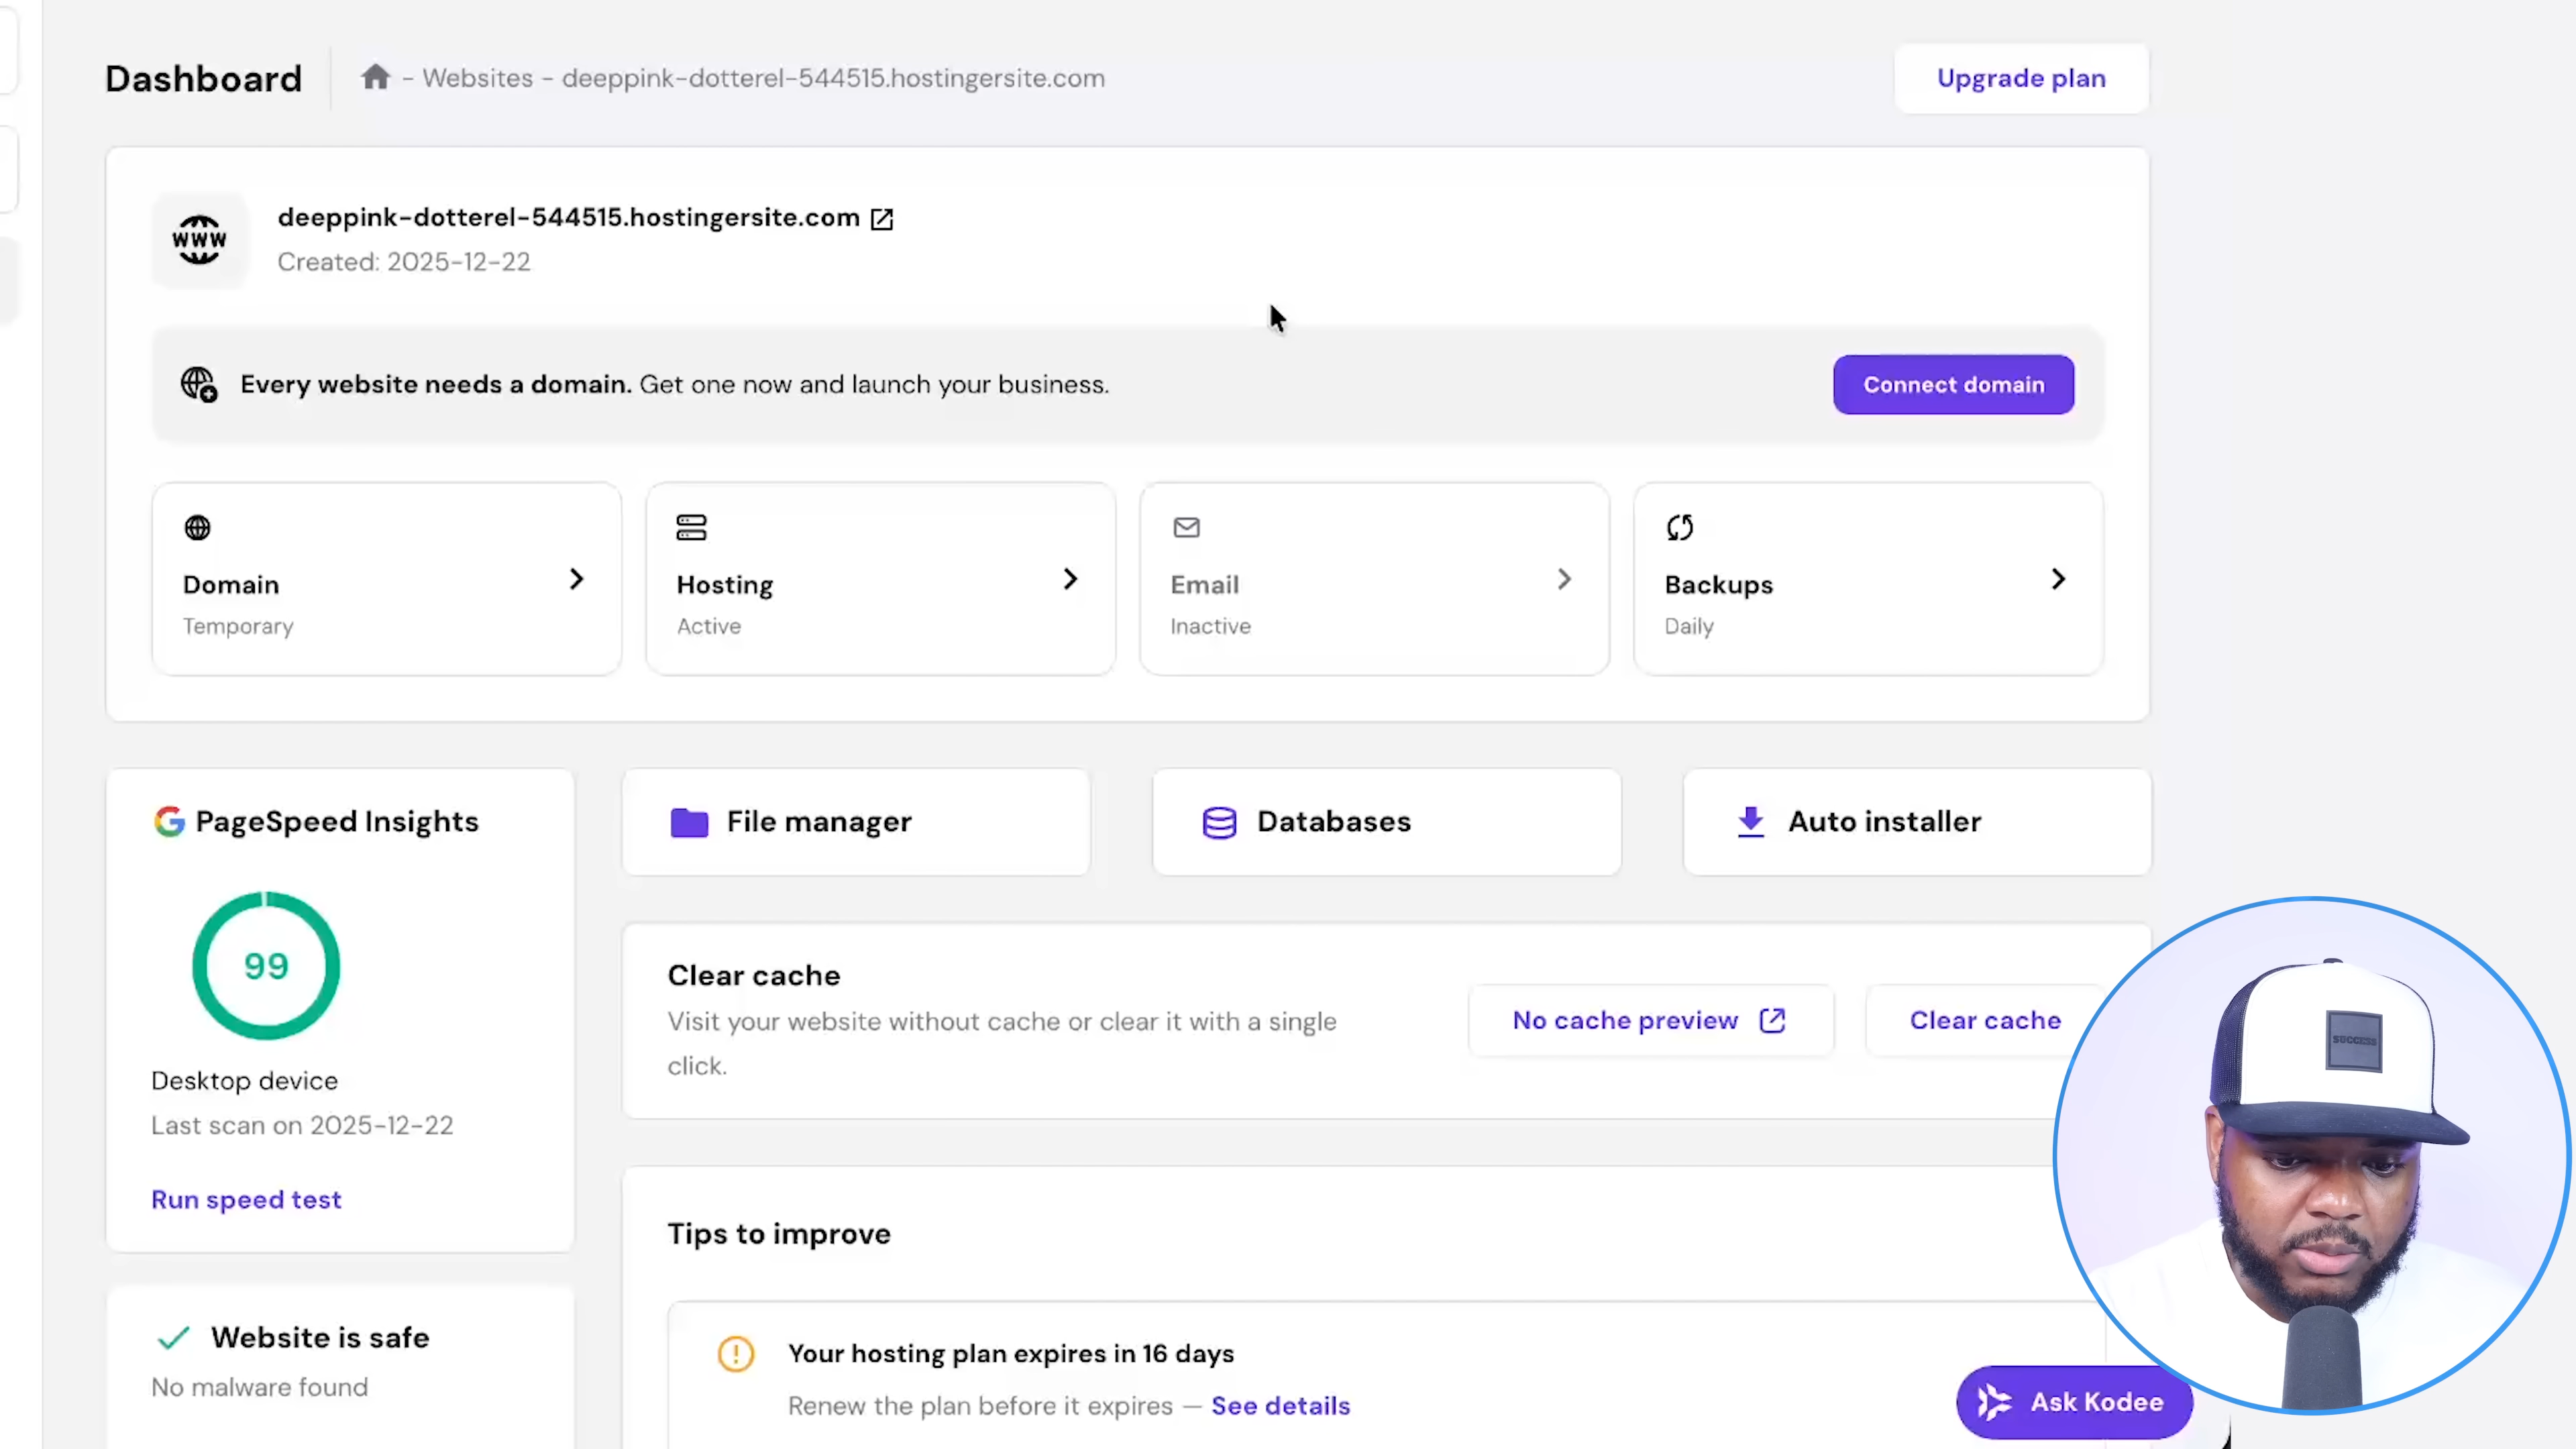 Dashboard
- Websites - deeppink-dotterel-544515.hostingersite.com
Upgrade plan
WWW
deeppink-dotterel-544515.hostingersite.com
Created: 2025-12-22
Every website needs a domain. Get one now and launch your business.
Connect domain
Domain
Temporary
Hosting
Active
Email
Inactive
Backups
Daily
PageSpeed Insights
99
Desktop device
Last scan on 2025-12-22
Run speed test
Website is safe
No malware found
File manager
Databases
Auto installer
Clear cache
Visit your website without cache or clear it with a single
click.
No cache preview
Clear cache
Tips to improve
Your hosting plan expires in 16 days
Renew the plan before it expires — See details
Ask Kodee
SUCCESS